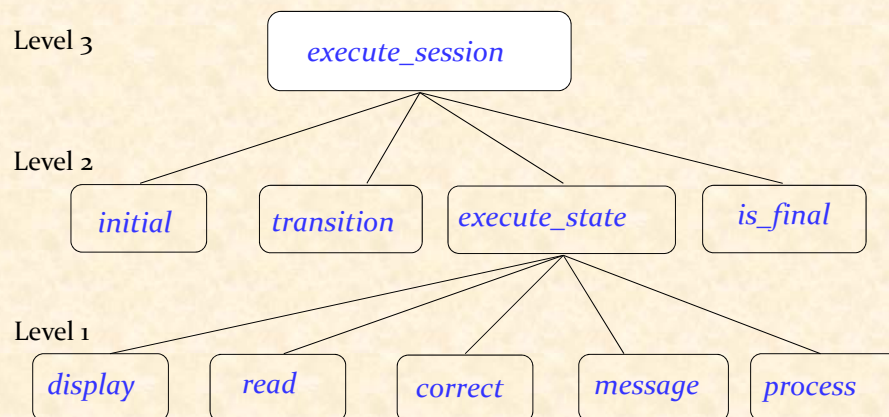 Level 3
execute_session
Level 2
initial transition execute_state is_final
Level 1
display read correct message process